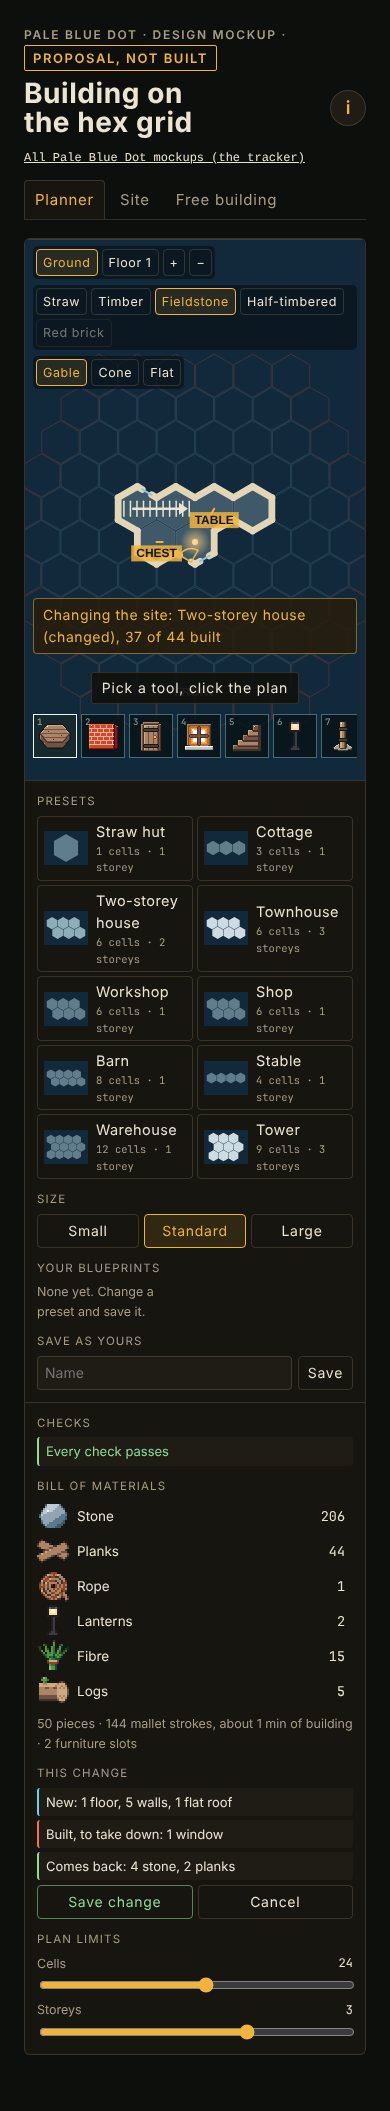 PALE BLUE DOT · DESIGN MOCKUP ·
PROPOSAL, NOT BUILT
Building on
the hex grid
i
All Pale Blue Dot mockups (the tracker)
Planner Site Free building
Ground Floor 1 + −
Straw Timber Fieldstone Half-timbered
Red brick
Gable Cone Flat
TABLE
CHEST
Changing the site: Two-storey house
(changed), 37 of 44 built
Pick a tool, click the plan
1 2 3 4 5 6 7
PRESETS
Straw hut
1 cells · 1
storey
Cottage
3 cells · 1
storey
Two-storey
house
6 cells · 2
storeys
Townhouse
6 cells · 3
storeys
Workshop
6 cells · 1
storey
Shop
6 cells · 1
storey
Barn
8 cells · 1
storey
Stable
4 cells · 1
storey
Warehouse
12 cells · 1
storey
Tower
9 cells · 3
storeys
SIZE
Small Standard Large
YOUR BLUEPRINTS
None yet. Change a
preset and save it.
SAVE AS YOURS
Name Save
CHECKS
Every check passes
BILL OF MATERIALS
Stone 206
Planks 44
Rope 1
Lanterns 2
Fibre 15
Logs 5
50 pieces · 144 mallet strokes, about 1 min of building
· 2 furniture slots
THIS CHANGE
New: 1 floor, 5 walls, 1 flat roof
Built, to take down: 1 window
Comes back: 4 stone, 2 planks
Save change Cancel
PLAN LIMITS
Cells 24
Storeys 3